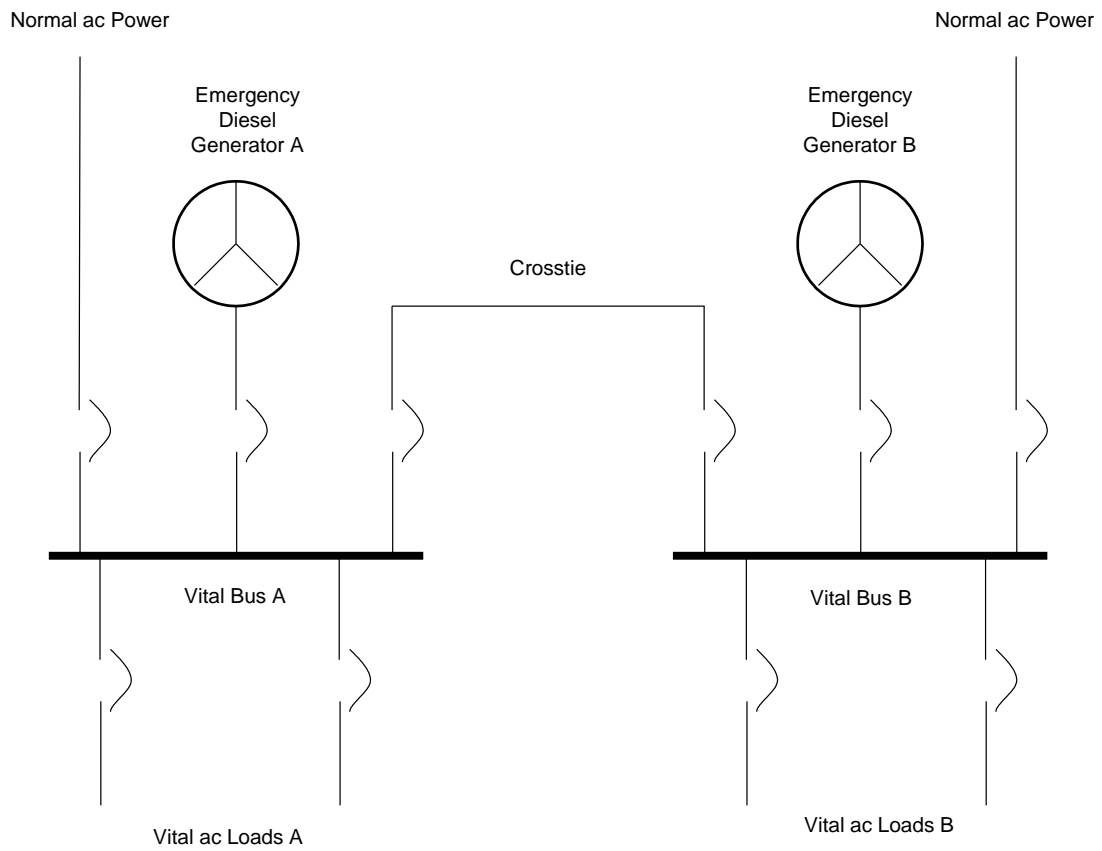 Normal ac Power
Normal ac Power
Emergency
Diesel
Generator A
Emergency
Diesel
Generator B
Crosstie
Vital Bus A
Vital Bus B
Vital ac Loads A
Vital ac Loads B